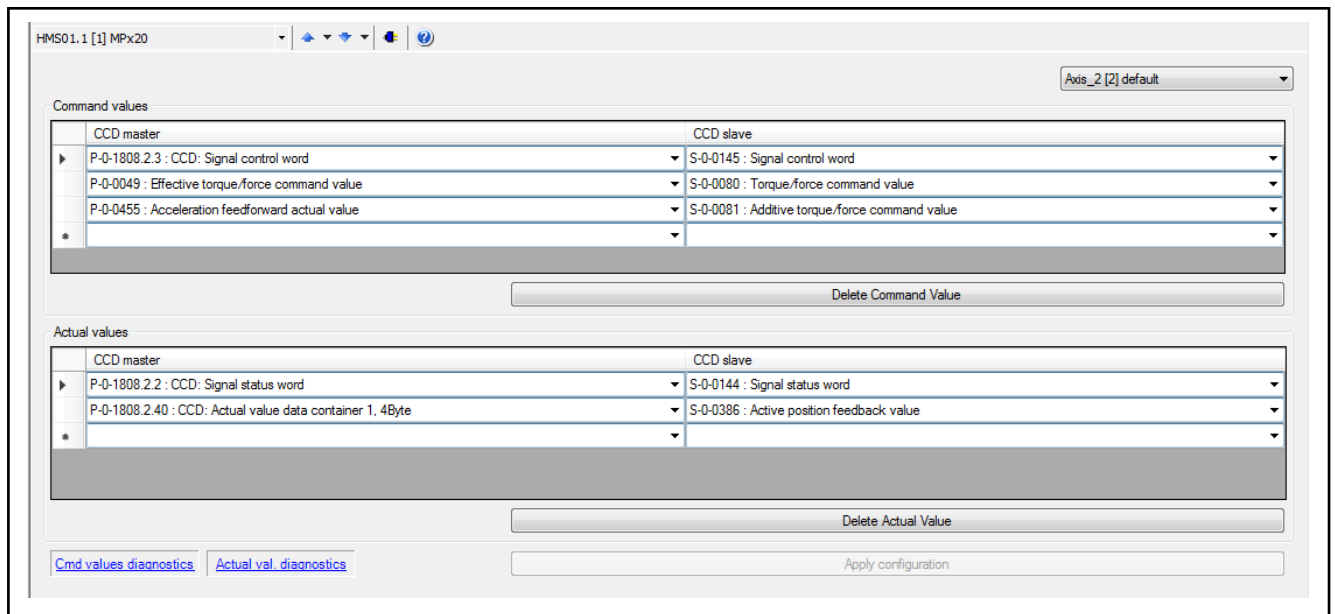 HMS01.1 [1] MPx20
Axis_2 [2] default
Command values
CCD master CCD slave
P-0-1808.2.3 : CCD: Signal control word S-0-0145 : Signal control word
P-0-0049 : Effective torque/force command value S-0-0080 : Torque/force command value
P-0-0455 : Acceleration feedforward actual value S-0-0081 : Additive torque/force command value
Delete Command Value
Actual values
CCD master CCD slave
P-0-1808.2.2 : CCD: Signal status word S-0-0144 : Signal status word
P-0-1808.2.40 : CCD: Actual value data container 1, 4Byte S-0-0386 : Active position feedback value
Delete Actual Value
Cmd values diagnostics Actual val. diagnostics Apply configuration